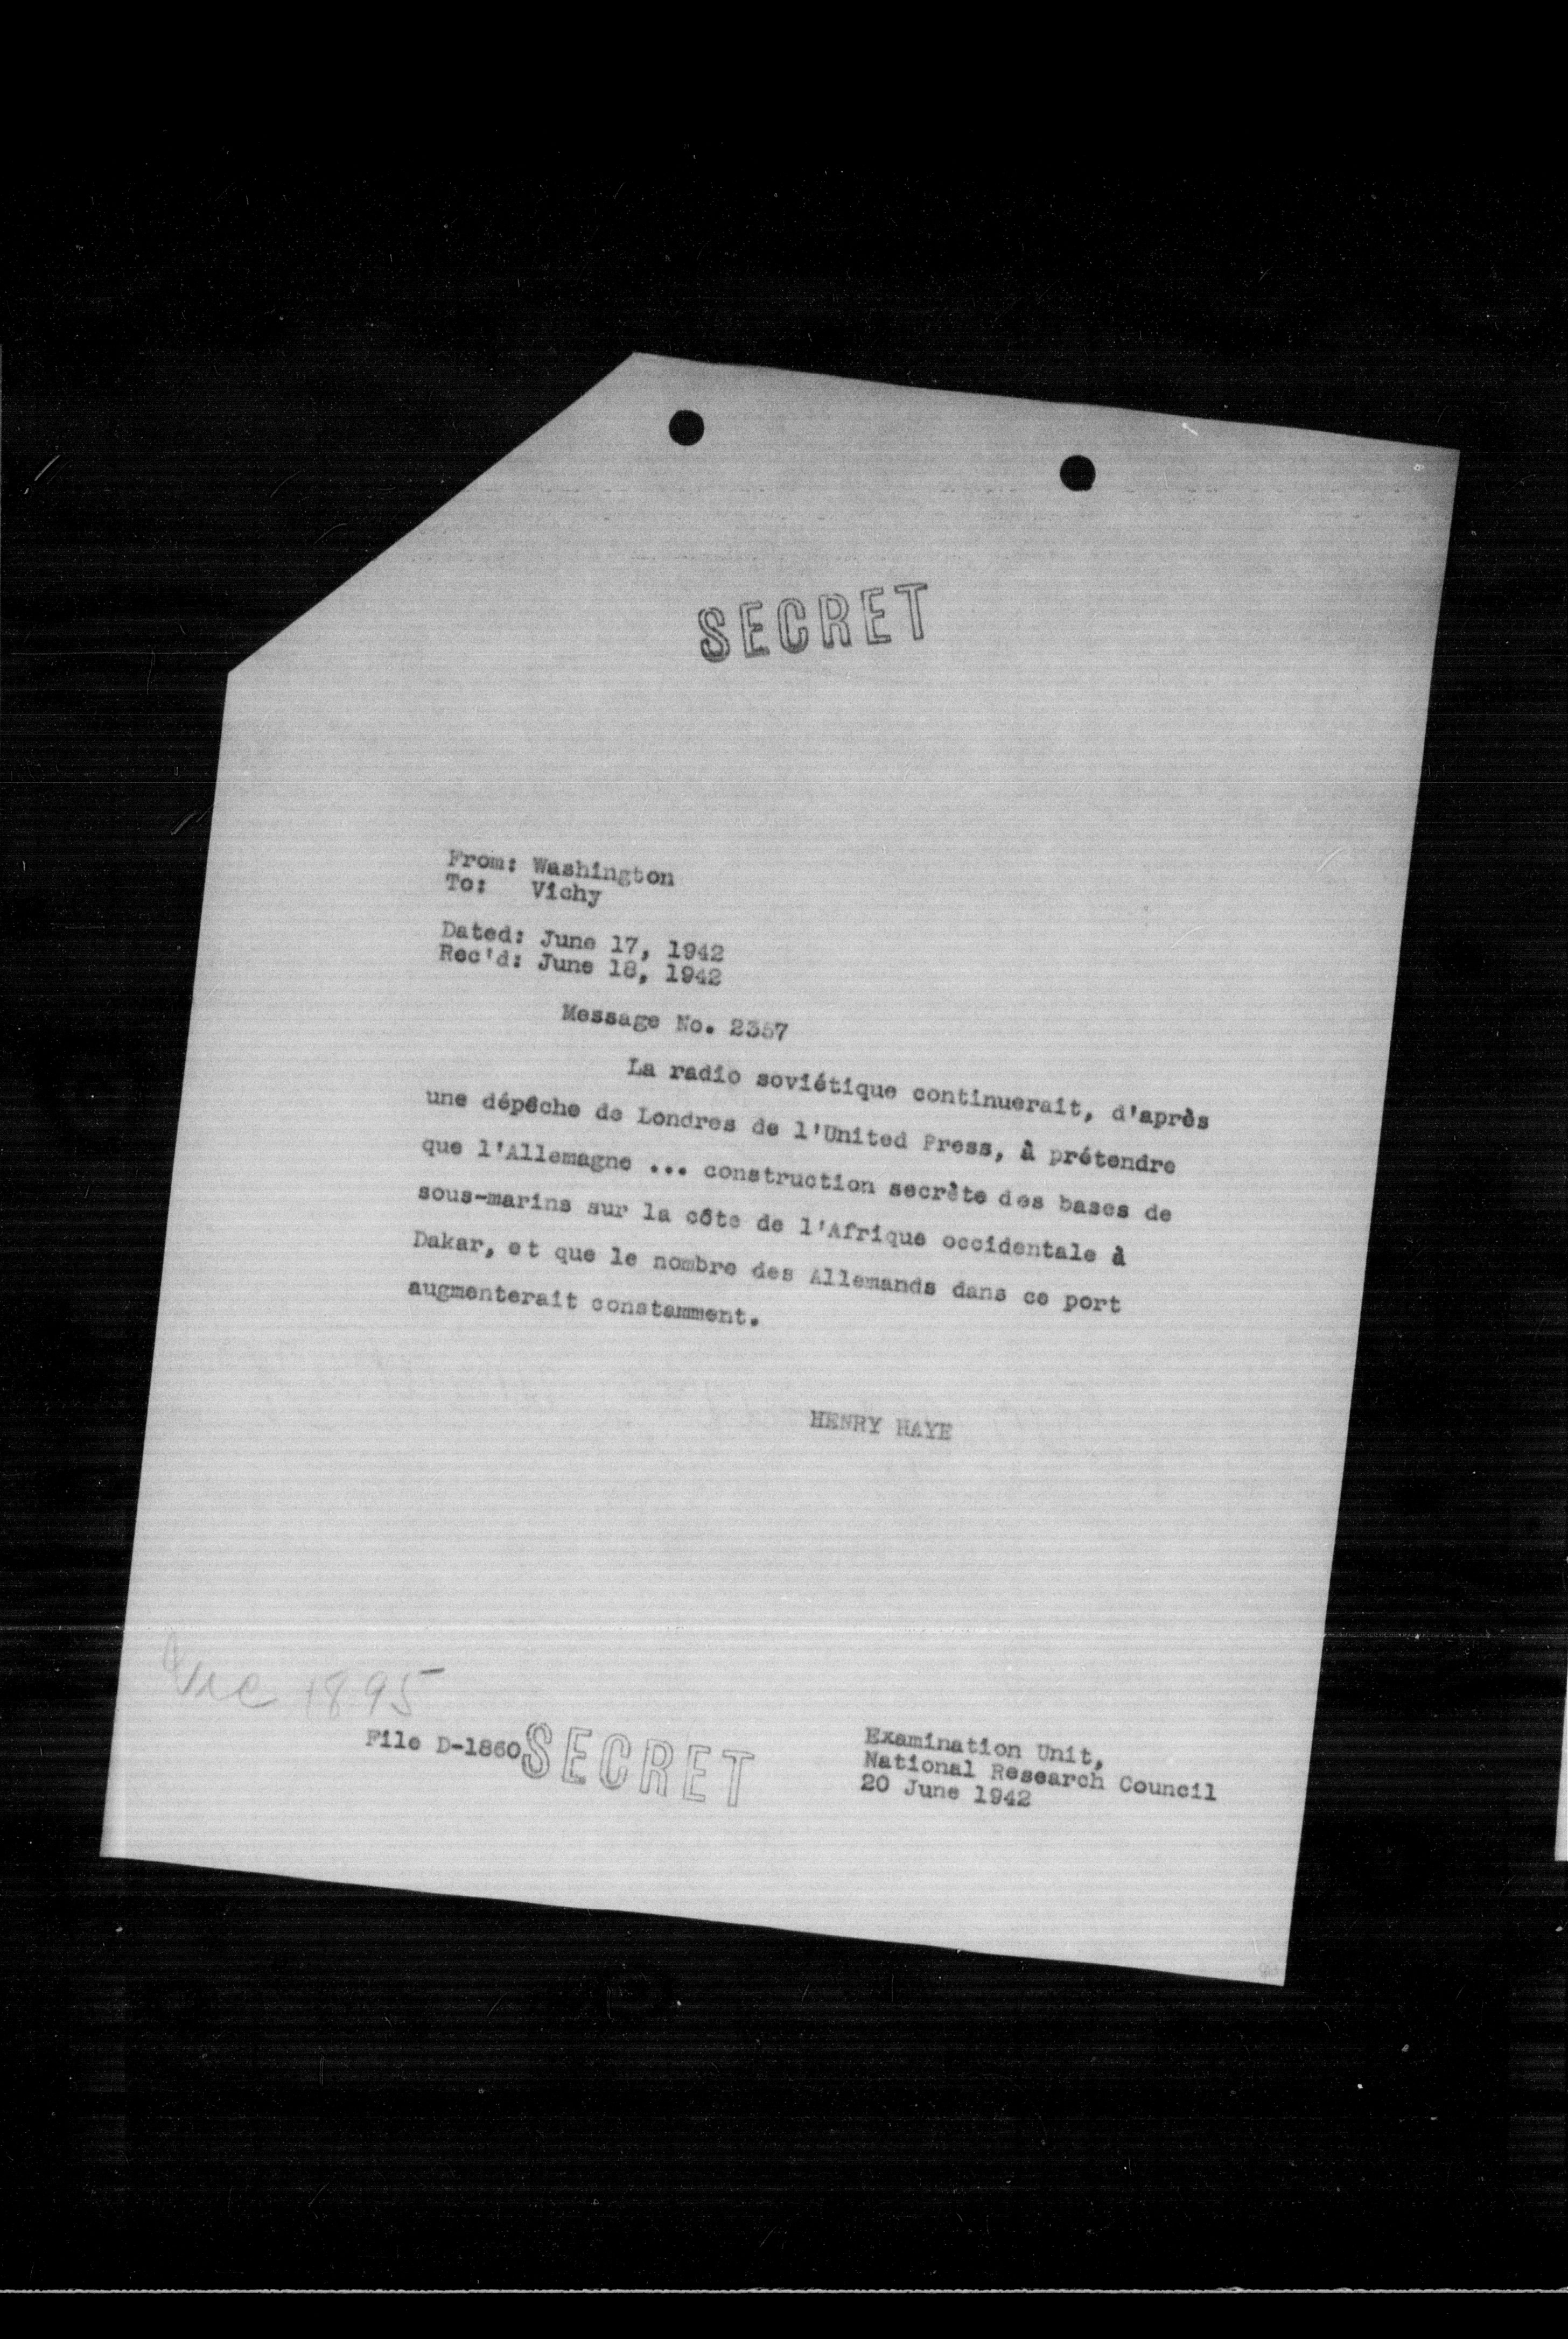 SECRET
From: Washington
To: Vichy
Dated: June 17, 1942
Rec'd: June 18, 1942
Message No. 2357
La radio soviétique continuerait, d'après
une dépêche de Londres de l'United Press, à prétendre
que l'Allemagne ... construction secrète des bases de
sous-marins sur la côte de l'Afrique occidentale à
Dakar, et que le nombre des Allemands dans ce port
augmenterait constamment.
HENRY HAYE
1895
File D-1860
SECRET
Examination Unit,
National Research Council
20 June 1942